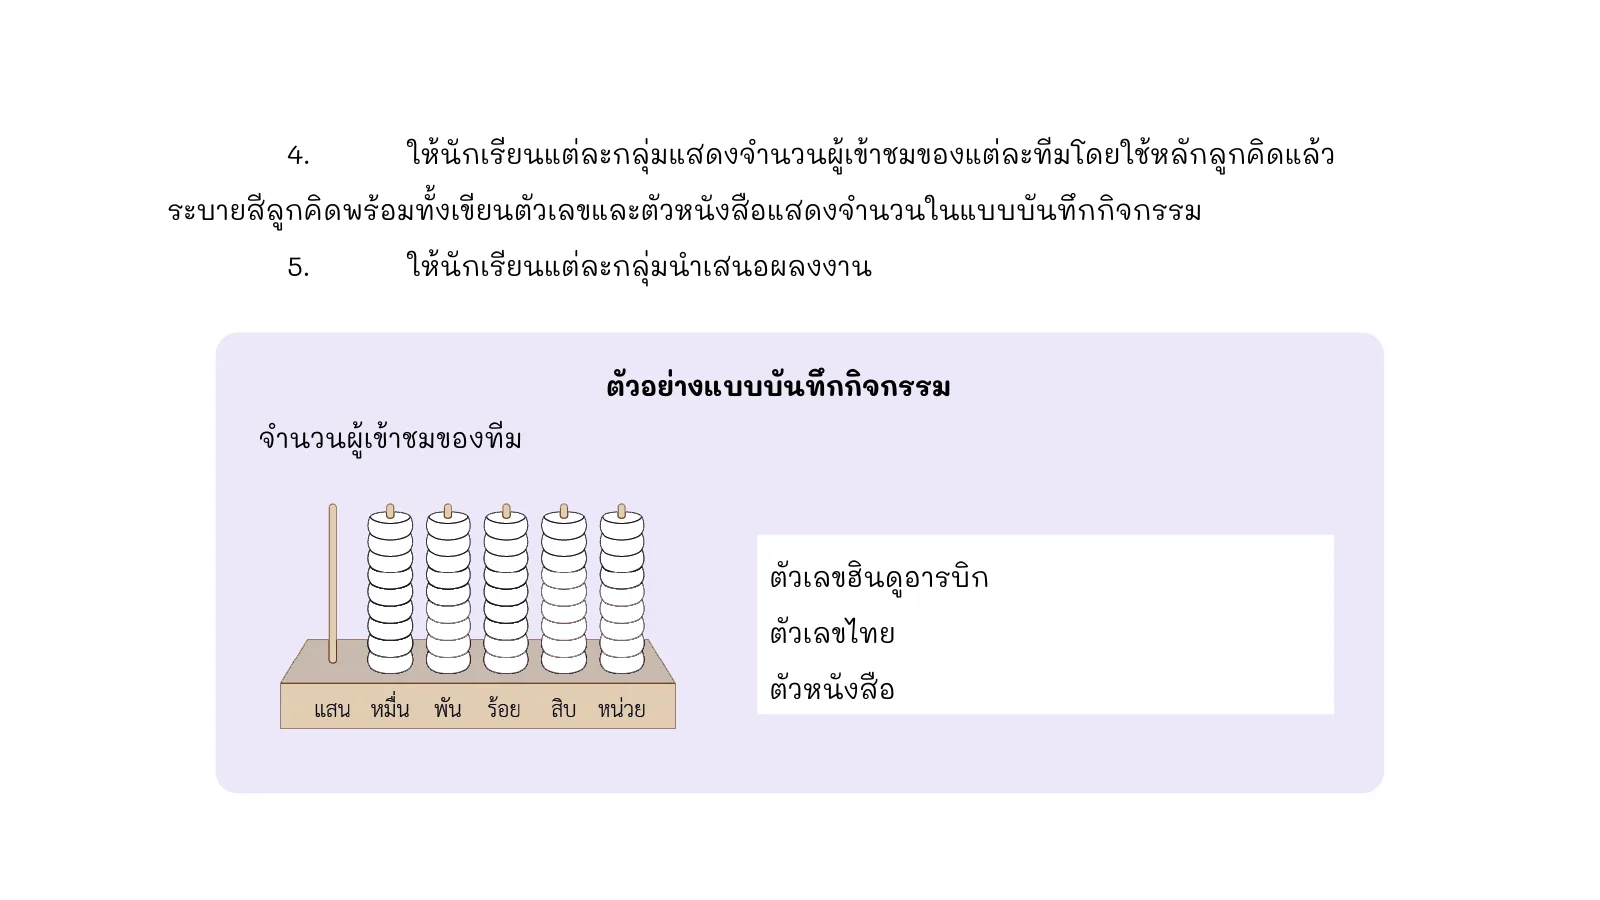 4. ให้นักเรียนแต่ละกลุ่มแสดงจำนวนผู้เข้าชมของแต่ละทีมโดยใช้หลักลูกคิดแล้ว
ระบายสีลูกคิดพร้อมทั้งเขียนตัวเลขและตัวหนังสือแสดงจำนวนในแบบบันทึกกิจกรรม
5. ให้นักเรียนแต่ละกลุ่มนำเสนอผลงงาน
ตัวอย่างแบบบันทึกกิจกรรม
จำนวนผู้เข้าชมของทีม
แสน หมื่น พัน ร้อย สิบ หน่วย
ตัวเลขฮินดูอารบิก
ตัวเลขไทย
ตัวหนังสือ